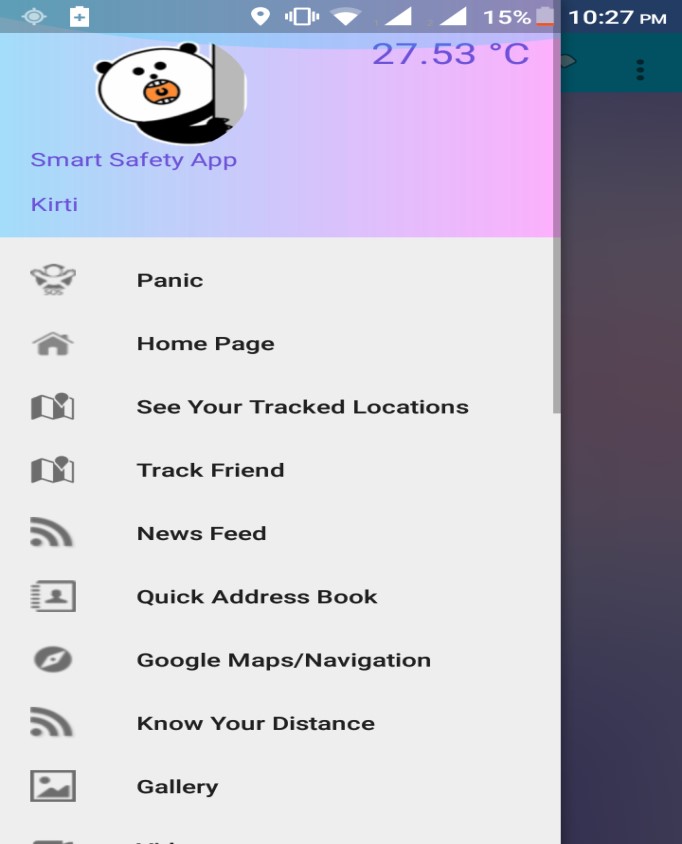 15% 10:27 PM
27.53 °C
Smart Safety App
Kirti
SOS
Panic
Home Page
See Your Tracked Locations
Track Friend
News Feed
Quick Address Book
Google Maps/Navigation
Know Your Distance
Gallery